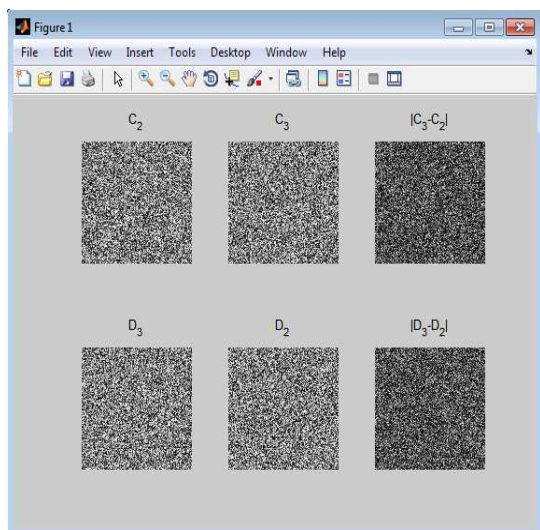 Figure 1
File Edit View Insert Tools Desktop Window Help
C₂ C₃ |C₃-C₂|
D₃ D₂ |D₃-D₂|